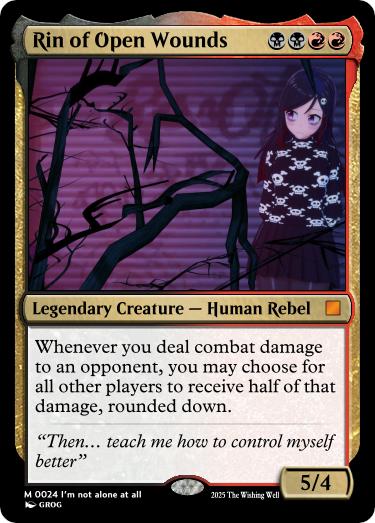 Rin of Open Wounds
Legendary Creature — Human Rebel
Whenever you deal combat damage
to an opponent, you may choose for
all other players to receive half of that
damage, rounded down.
“Then… teach me how to control myself
better”
5/4
M 0024 I'm not alone at all
GROG
2025 The Wishing Well